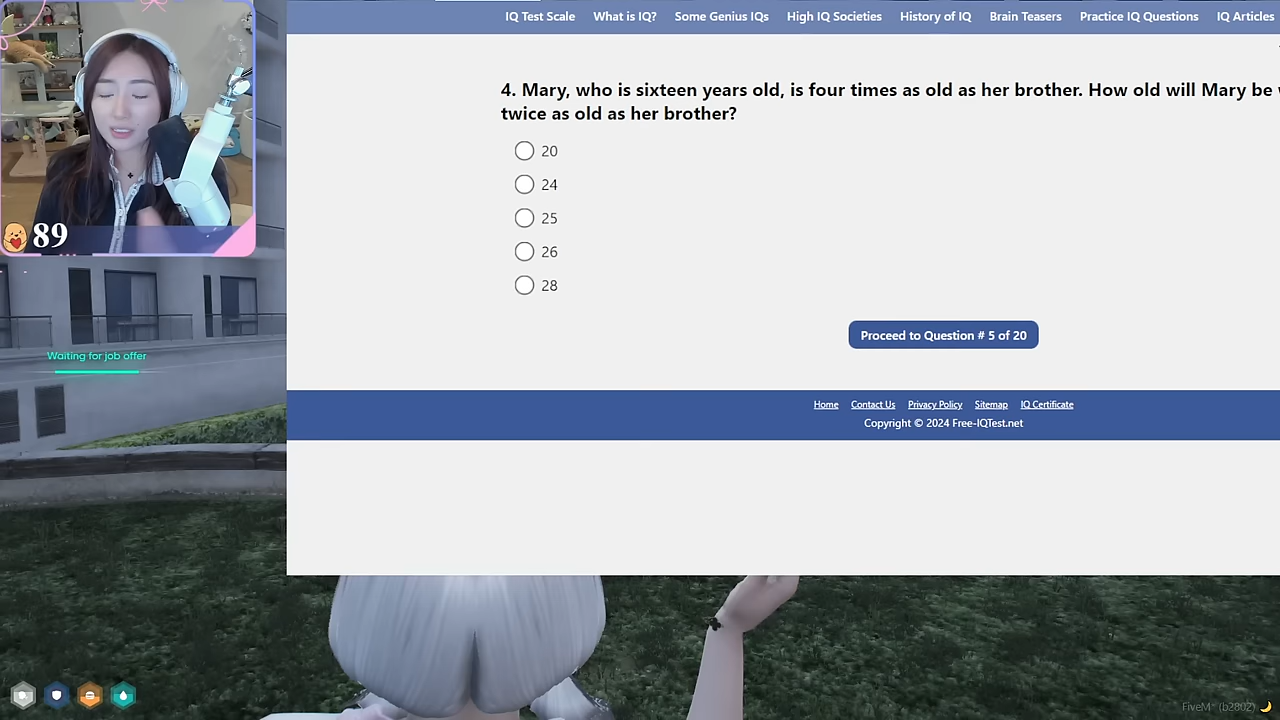 IQ Test Scale What is IQ? Some Genius IQs High IQ Societies History of IQ Brain Teasers Practice IQ Questions IQ Articles
4. Mary, who is sixteen years old, is four times as old as her brother. How old will Mary be
twice as old as her brother?
20
24
25
26
28
Proceed to Question # 5 of 20
Home Contact Us Privacy Policy Sitemap IQ Certificate
Copyright © 2024 Free-IQTest.net
89
Waiting for job offer
FiveM* (b2802)